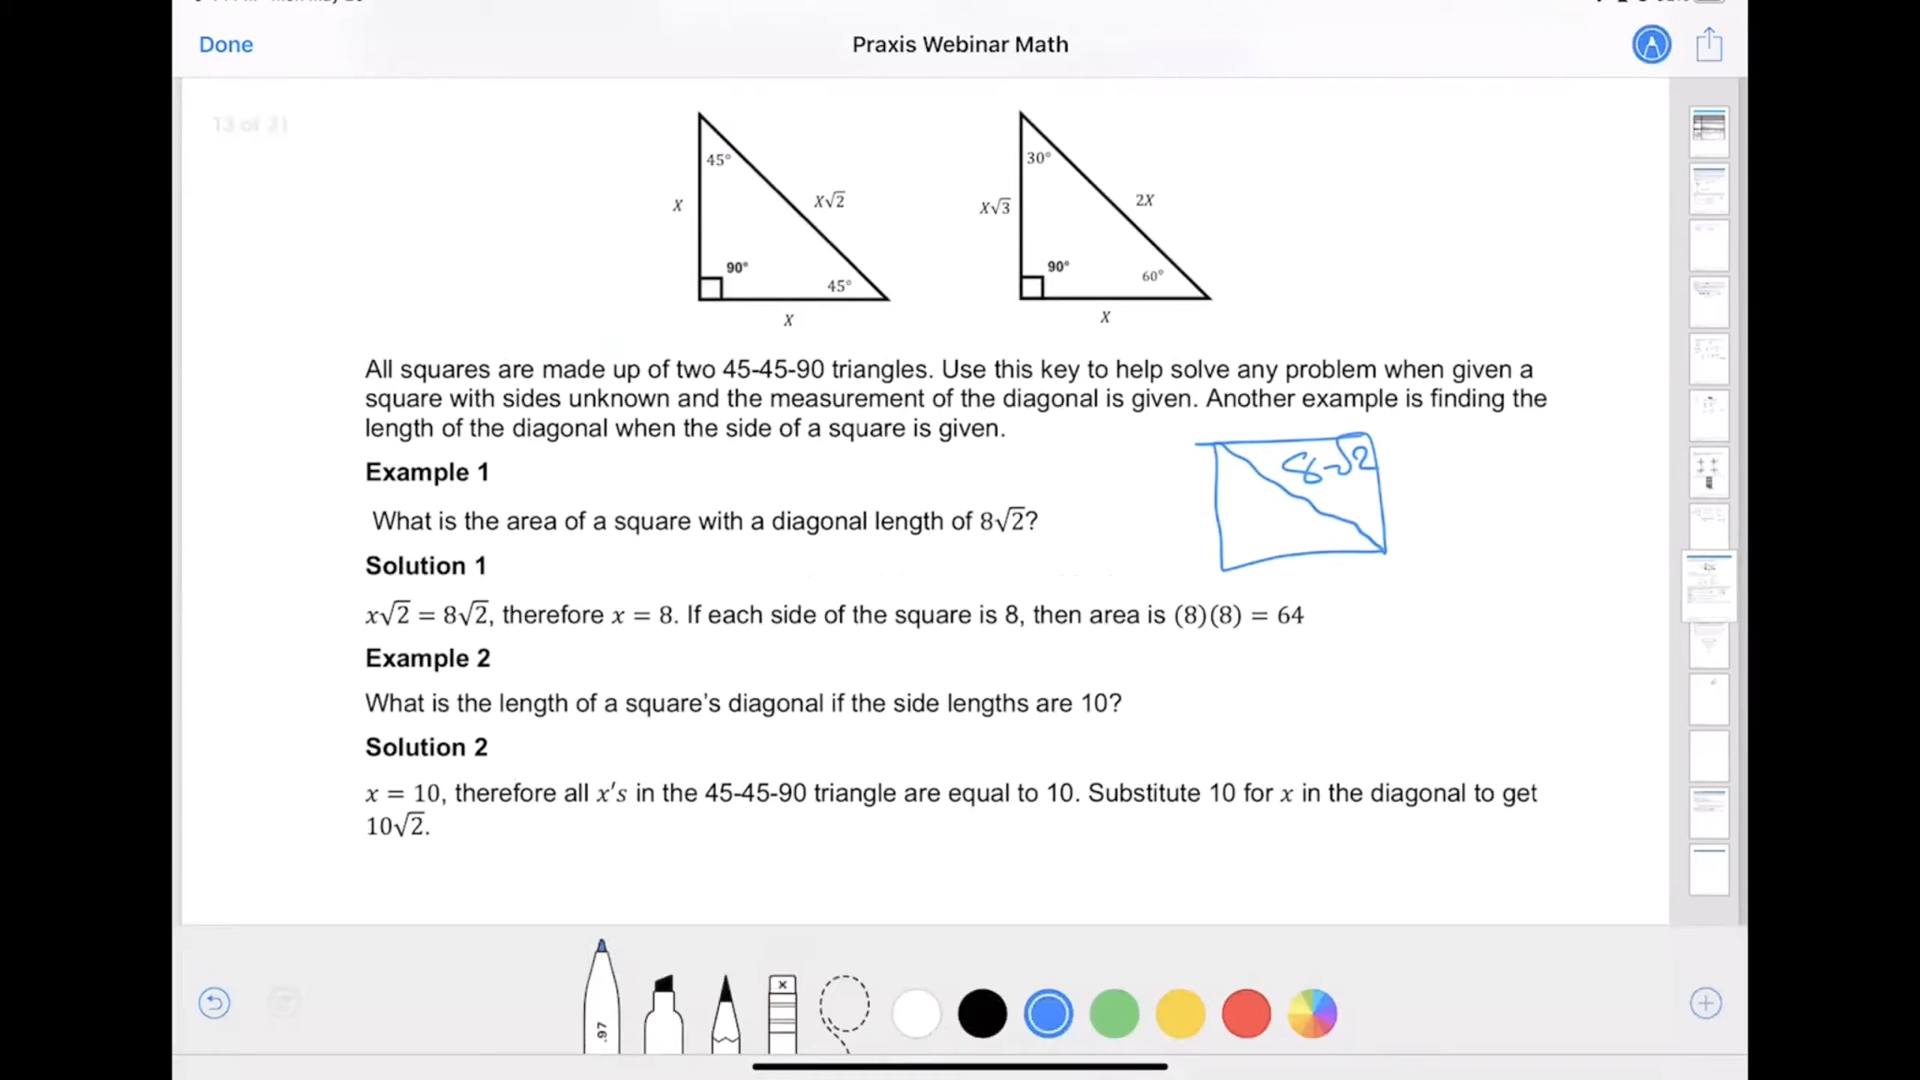 Done
Praxis Webinar Math
13 of 31
45°
X
X√2
90°
45°
X
30°
X√3
2X
90°
60°
X
All squares are made up of two 45-45-90 triangles. Use this key to help solve any problem when given a
square with sides unknown and the measurement of the diagonal is given. Another example is finding the
length of the diagonal when the side of a square is given.
8√2
Example 1
What is the area of a square with a diagonal length of 8√2?
Solution 1
x√2 = 8√2, therefore x = 8. If each side of the square is 8, then area is (8)(8) = 64
Example 2
What is the length of a square’s diagonal if the side lengths are 10?
Solution 2
x = 10, therefore all x′s in the 45-45-90 triangle are equal to 10. Substitute 10 for x in the diagonal to get
10√2.
.97